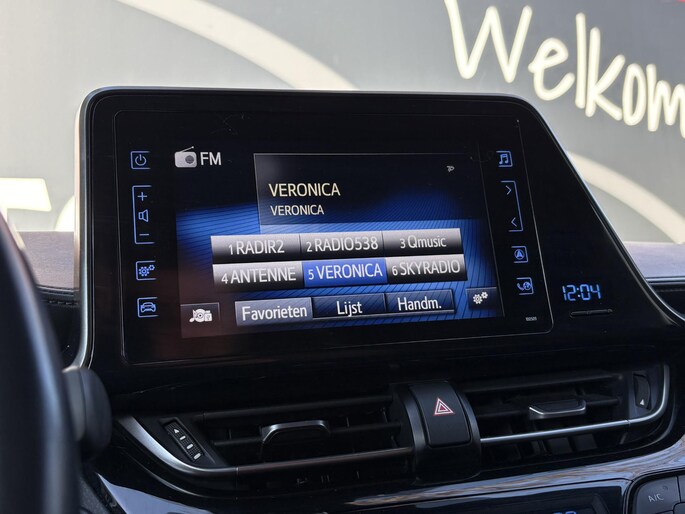 Welkom
FM
VERONICA
VERONICA
1 RADIR2 2 RADIO538 3 Qmusic
4 ANTENNE 5 VERONICA 6 SKYRADIO
Favorieten Lijst Handm.
12:04
A/C